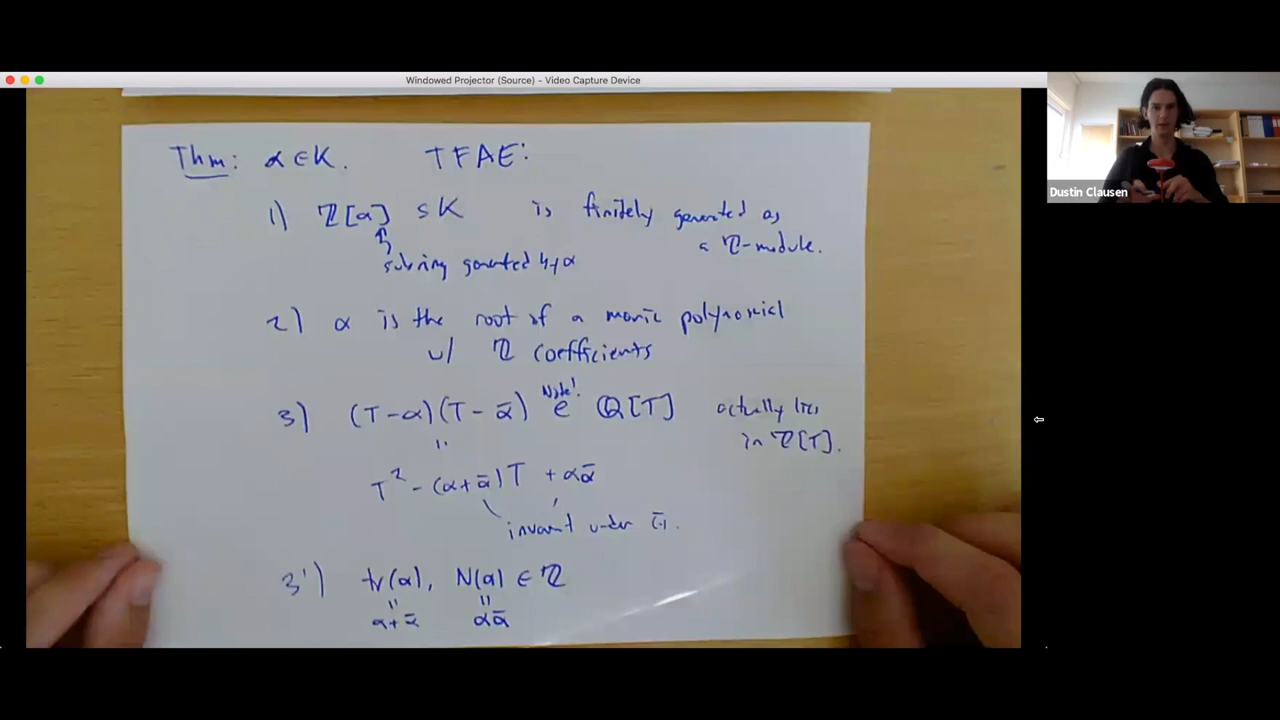 Windowed Projector (Source) - Video Capture Device
Dustin Clausen
Thm: α ∈ K. TFAE:
1) ℤ[α] ⊆ K is finitely generated as
a ℤ-module.
subring generated by α
2) α is the root of a monic polynomial
w/ ℤ coefficients
Note!
3) (T-α)(T-ᾱ) ∈ ℚ[T] actually lies
in ℤ[T].
"
T² - (α+ᾱ)T + αᾱ
invariant under (̄·).
3') tr(α), N(α) ∈ ℤ
" "
α+ᾱ αᾱ